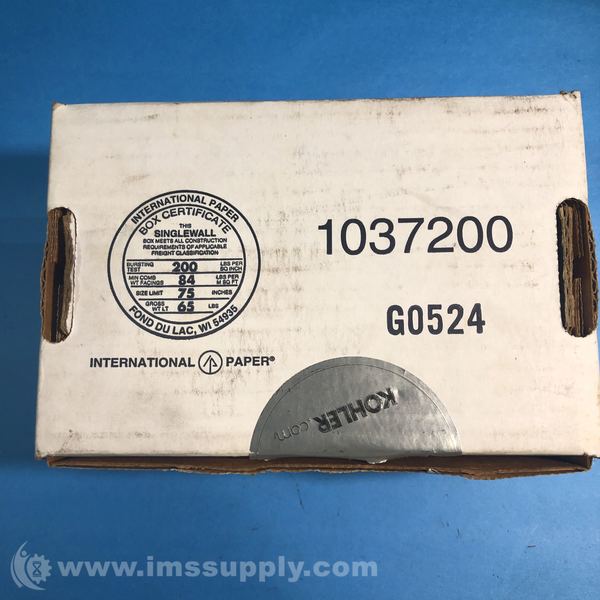 INTERNATIONAL PAPER
BOX CERTIFICATE
THIS
SINGLEWALL
BOX MEETS ALL CONSTRUCTION
REQUIREMENTS OF APPLICABLE
FREIGHT CLASSIFICATION
BURSTING TEST 200 LBS PER SQ INCH
MIN COMB WT FACINGS 84 LBS PER M SQ FT
SIZE LIMIT 75 INCHES
GROSS WT LT 65 LBS
FOND DU LAC, WI 54935
INTERNATIONAL PAPER®
1037200
G0524
KOHLER.com
www.imssupply.com